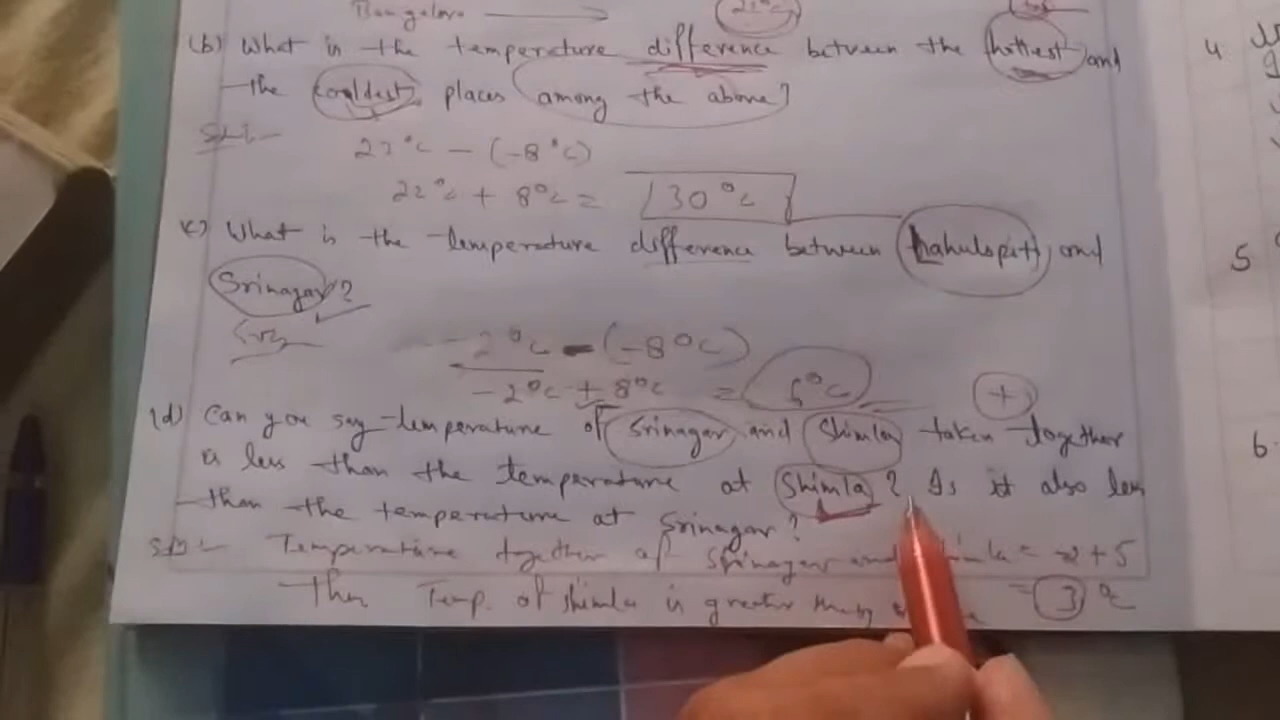 Bangalore
(b) What is the temperature difference between the hottest and
the cooldest places among the above?
Sol:-
22°C - (-8°C)
22°C + 8°C = 30°C
(c) What is the temperature difference between Lahulspiti and
Srinagar?
-2°C - (-8°C)
-2°C + 8°C = 6°C
+
(d) Can you say temperature of Srinagar and Shimla taken together
is less than the temperature at Shimla? Is it also less
than the temperature at Srinagar?
Sol:- Temperature together of Srinagar and = -2+5
Then Temp. of Shimla is greater than = 3°C
4
5
6